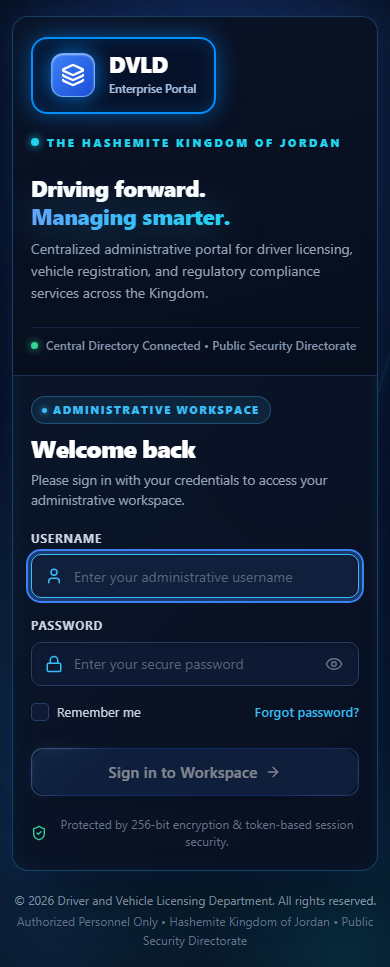 DVLD
Enterprise Portal
THE HASHEMITE KINGDOM OF JORDAN
Driving forward.
Managing smarter.
Centralized administrative portal for driver licensing,
vehicle registration, and regulatory compliance
services across the Kingdom.
Central Directory Connected • Public Security Directorate
ADMINISTRATIVE WORKSPACE
Welcome back
Please sign in with your credentials to access your
administrative workspace.
USERNAME
Enter your administrative username
PASSWORD
Enter your secure password
Remember me
Forgot password?
Sign in to Workspace →
Protected by 256-bit encryption & token-based session
security.
© 2026 Driver and Vehicle Licensing Department. All rights reserved.
Authorized Personnel Only • Hashemite Kingdom of Jordan • Public
Security Directorate